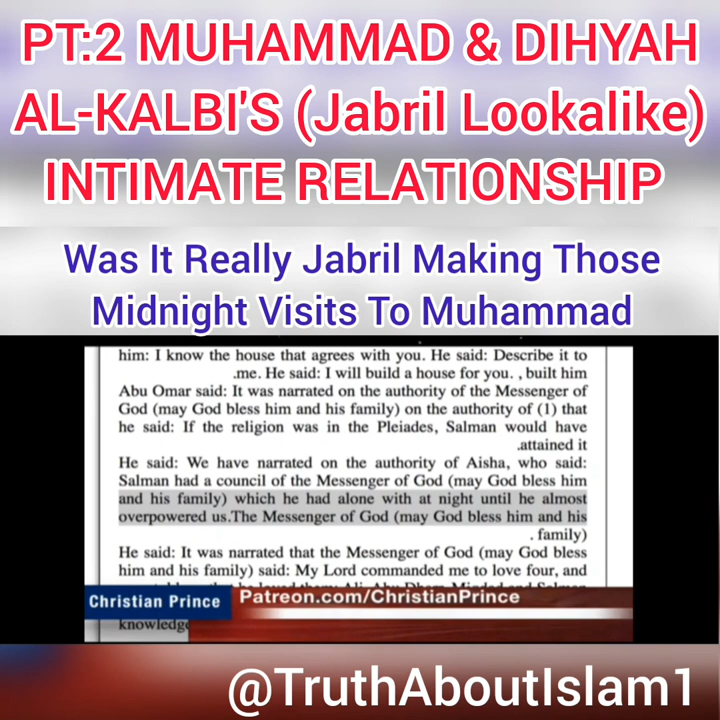 PT:2 MUHAMMAD & DIHYAH
AL-KALBI'S (Jabril Lookalike)
INTIMATE RELATIONSHIP
Was It Really Jabril Making Those
Midnight Visits To Muhammad
him: I know the house that agrees with you. He said: Describe it to
.me. He said: I will build a house for you. , built him
Abu Omar said: It was narrated on the authority of the Messenger of
God (may God bless him and his family) on the authority of (1) that
he said: If the religion was in the Pleiades, Salman would have
.attained it
He said: We have narrated on the authority of Aisha, who said:
Salman had a council of the Messenger of God (may God bless him
and his family) which he had alone with at night until he almost
overpowered us.The Messenger of God (may God bless him and his
. family)
He said: It was narrated that the Messenger of God (may God bless
him and his family) said: My Lord commanded me to love four, and
Christian Prince
Patreon.com/ChristianPrince
knowledge
@TruthAboutIslam1